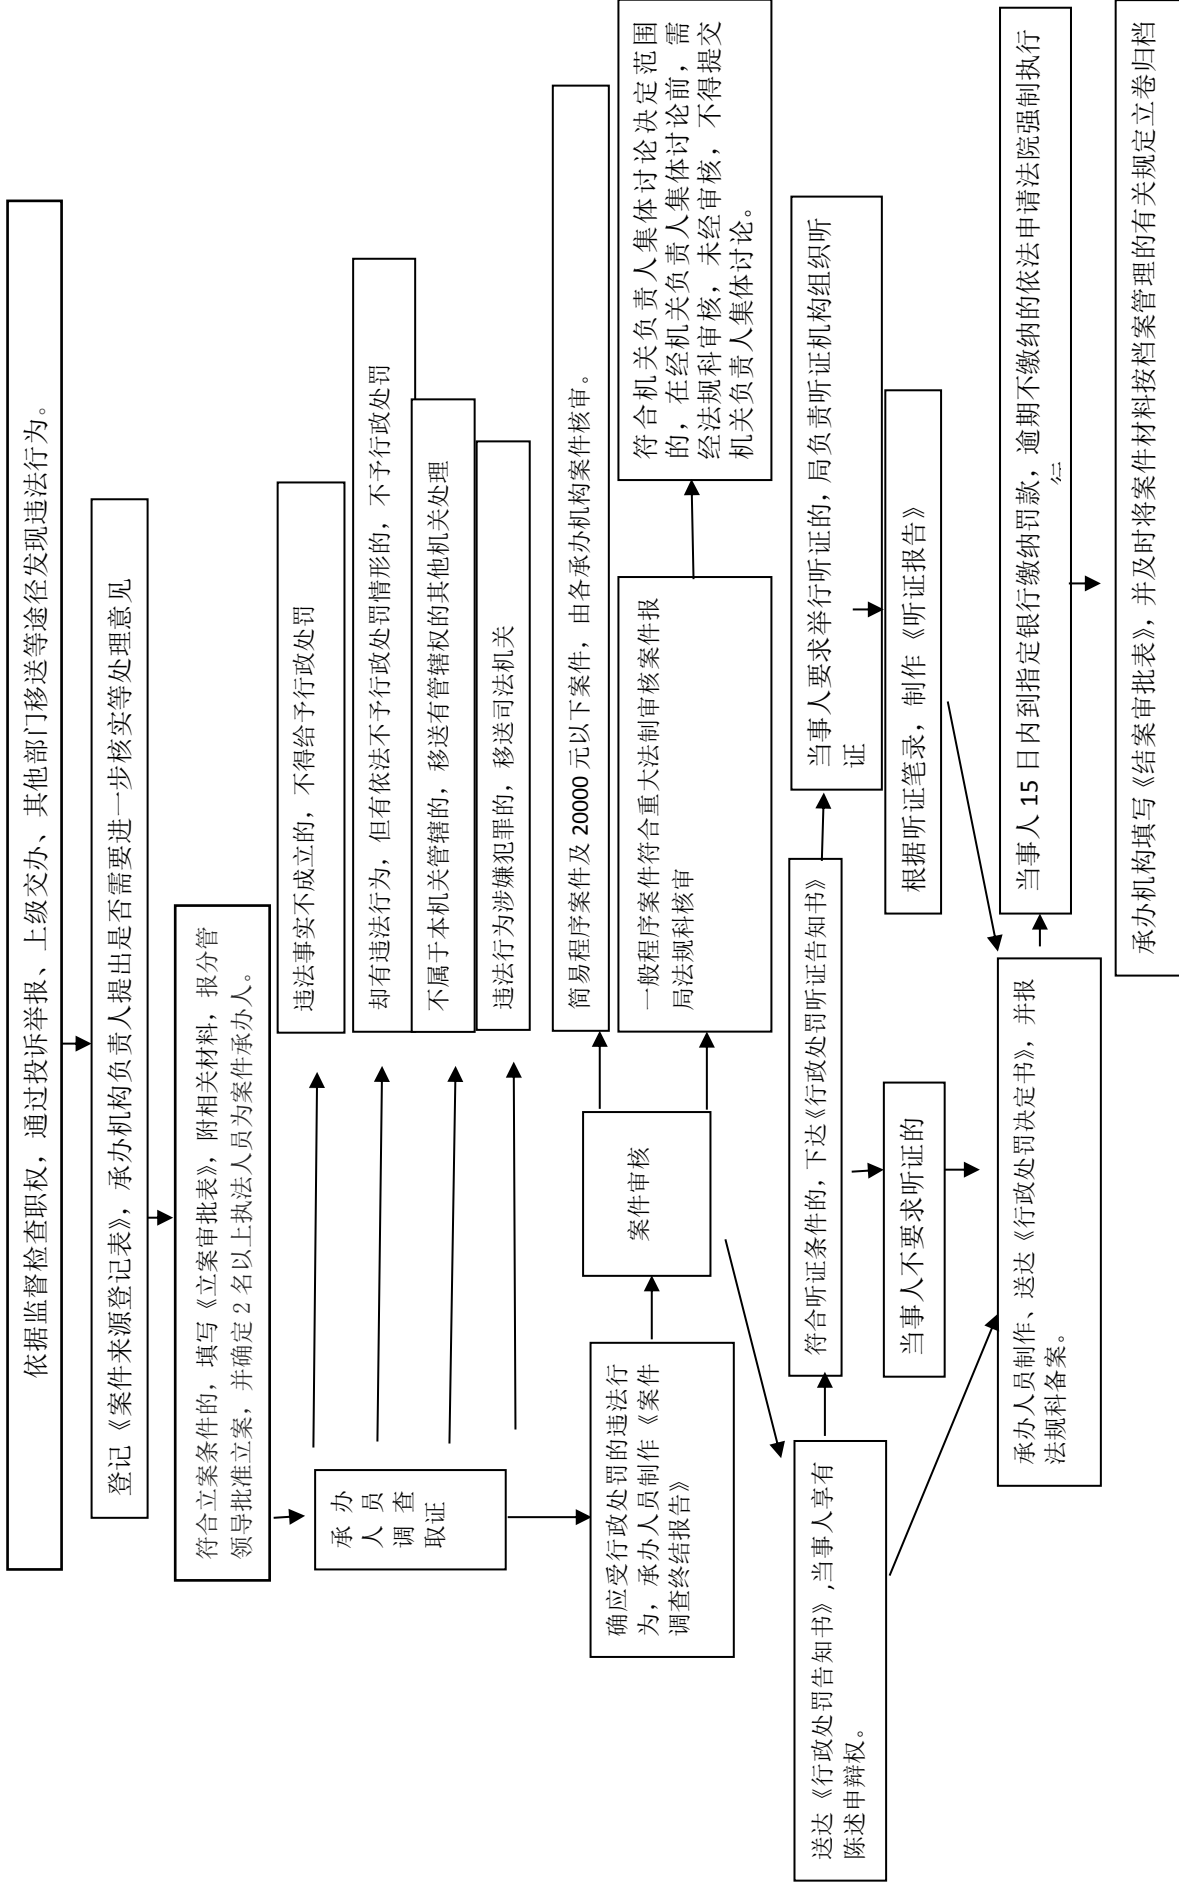 依据监督检查职权，通过投诉举报、上级交办、其他部门移送等途径发现违法行为。
登记《案件来源登记表》，承办机构负责人提出是否需要进一步核实等处理意见
符合立案条件的，填写《立案审批表》，附相关材料，报分管
领导批准立案，并确定 2 名以上执法人员为案件承办人。
承办
人员
调查
取证
违法事实不成立的，不得给予行政处罚
却有违法行为，但有依法不予行政处罚情形的，不予行政处罚
不属于本机关管辖的，移送有管辖权的其他机关处理
违法行为涉嫌犯罪的，移送司法机关
确应受行政处罚的违法行
为，承办人员制作《案件
调查终结报告》
案件审核
简易程序案件及 20000 元以下案件，由各承办机构案件核审。
一般程序案件符合重大法制审核案件报
局法规科核审
符合机关负责人集体讨论决定范围
的，在经机关负责人集体讨论前，需
经法规科审核，未经审核，不得提交
机关负责人集体讨论。
送达《行政处罚告知书》,当事人享有
陈述申辩权。
符合听证条件的，下达《行政处罚听证告知书》
当事人要求举行听证的，局负责听证机构组织听
证
当事人不要求听证的
根据听证笔录，制作《听证报告》
承办人员制作、送达《行政处罚决定书》，并报
法规科备案。
当事人 15 日内到指定银行缴纳罚款，逾期不缴纳的依法申请法院强制执行
承办机构填写《结案审批表》，并及时将案件材料按档案管理的有关规定立卷归档